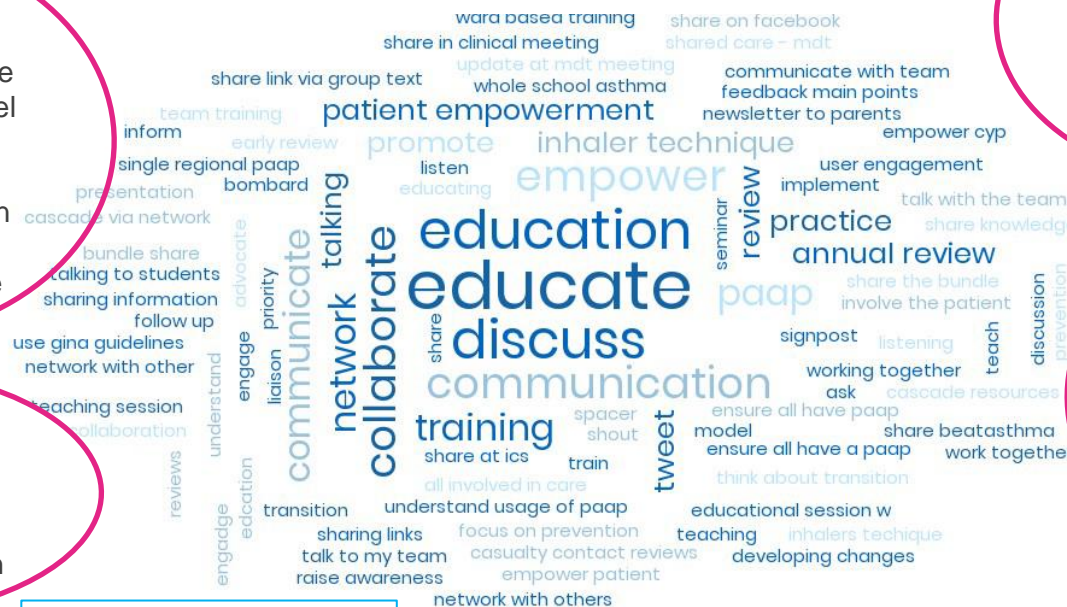 ward based training
share on facebook
share in clinical meeting
shared care - mdt
update at mdt meeting
share link via group text
whole school asthma
communicate with team
feedback main points
team training
patient empowerment
newsletter to parents
inform
early review
promote
inhaler technique
empower cyp
single regional paap
listen
user engagement
presentation
bombard
talking
educating
empower
review
implement
talk with the team
cascade via network
advocate
communicate
collaborate
education
seminar
practice
share knowledg
bundle share
annual review
talking to students
priority
educate
paap
share the bundle
discussion
prevention
sharing information
network
involve the patient
follow up
share
discuss
signpost
teach
use gina guidelines
engage
liaison
listening
network with other
understand
communication
working together
ask
cascade resources
teaching session
training
spacer
tweet
ensure all have paap
collaboration
shout
model
share beatasthma
reviews
edcation
share at ics
train
ensure all have a paap
work togethe
all involved in care
think about transition
engadge
transition
understand usage of paap
educational session w
sharing links
focus on prevention
teaching
inhalers techique
talk to my team
casualty contact reviews
developing changes
raise awareness
empower patient
network with others